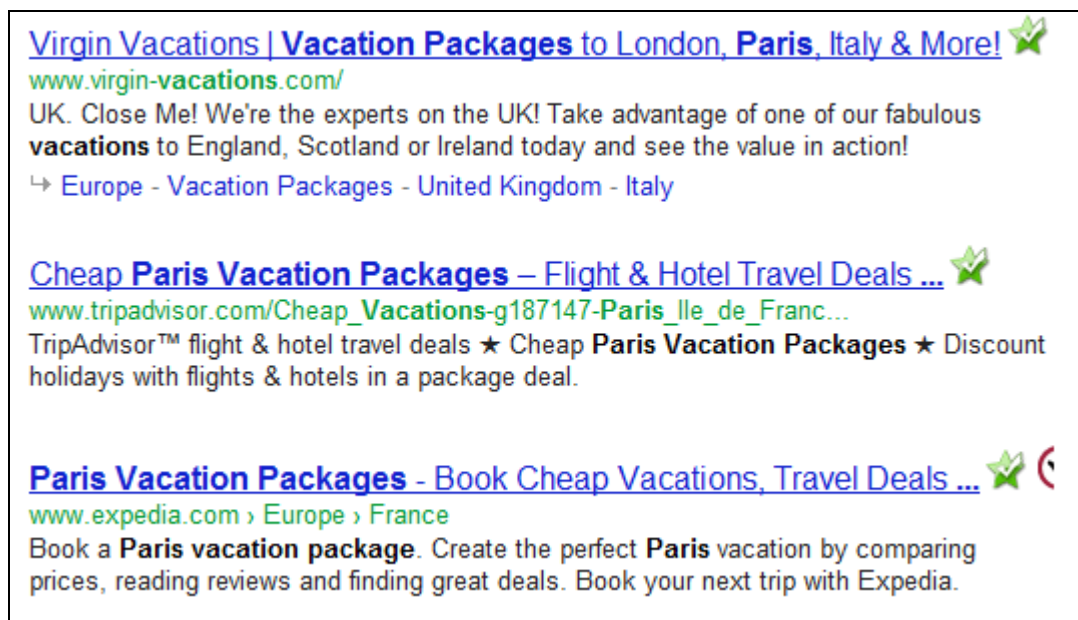 Virgin Vacations | Vacation Packages to London, Paris, Italy & More!
www.virgin-vacations.com/
UK. Close Me! We're the experts on the UK! Take advantage of one of our fabulous
vacations to England, Scotland or Ireland today and see the value in action!
↳ Europe - Vacation Packages - United Kingdom - Italy
Cheap Paris Vacation Packages – Flight & Hotel Travel Deals ...
www.tripadvisor.com/Cheap_Vacations-g187147-Paris_Ile_de_Franc...
TripAdvisor™ flight & hotel travel deals ★ Cheap Paris Vacation Packages ★ Discount
holidays with flights & hotels in a package deal.
Paris Vacation Packages - Book Cheap Vacations, Travel Deals ...
www.expedia.com › Europe › France
Book a Paris vacation package. Create the perfect Paris vacation by comparing
prices, reading reviews and finding great deals. Book your next trip with Expedia.